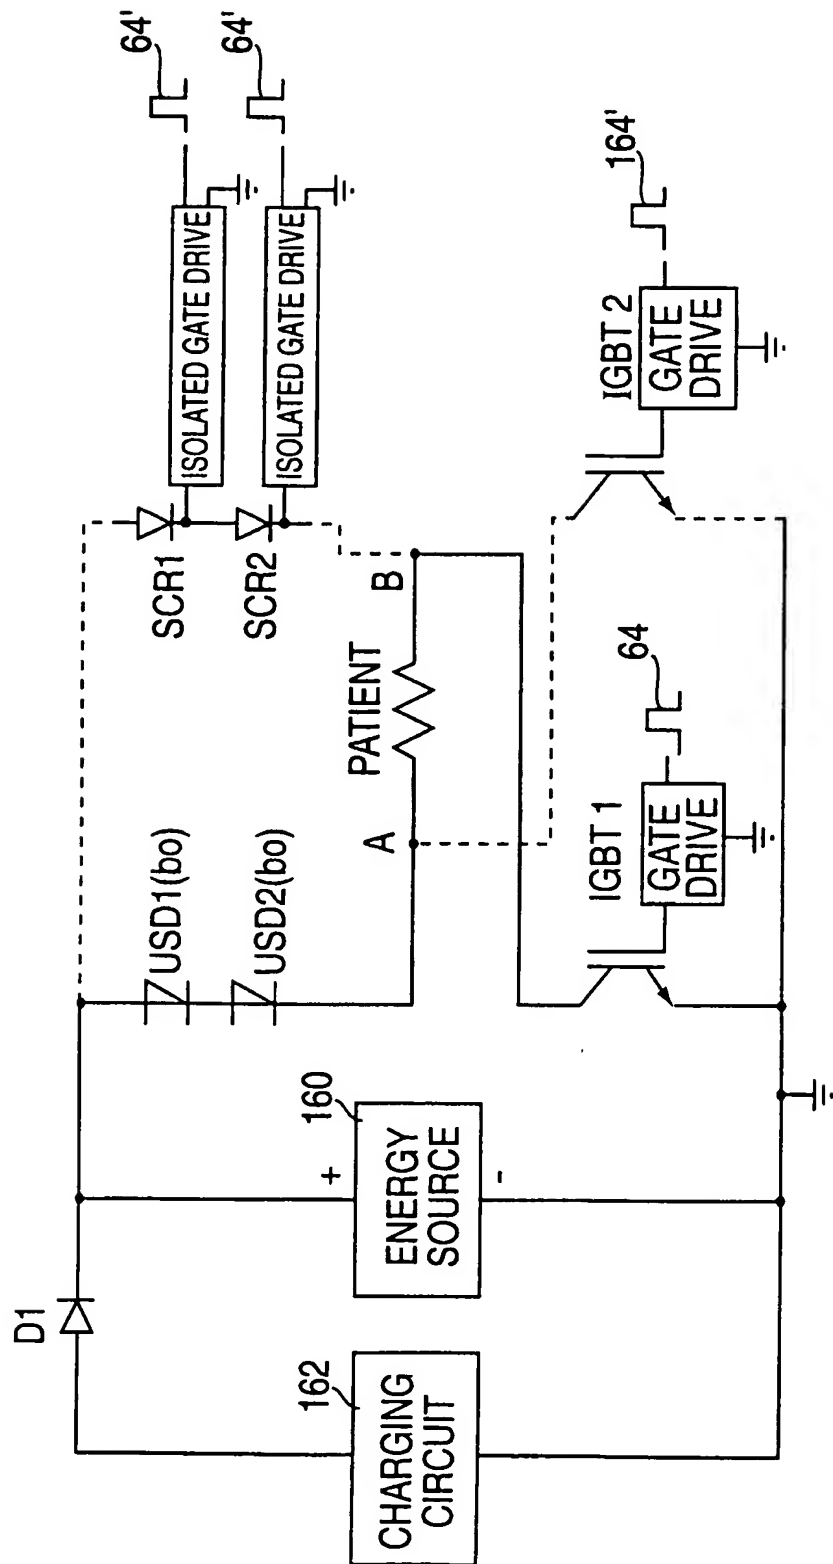 D1
162
CHARGING
CIRCUIT
160
+
ENERGY
SOURCE
-
USD1(bo)
USD2(bo)
A
PATIENT
B
SCR1
SCR2
ISOLATED GATE DRIVE
64'
ISOLATED GATE DRIVE
64'
IGBT 1
GATE
DRIVE
64
IGBT 2
GATE
DRIVE
164'